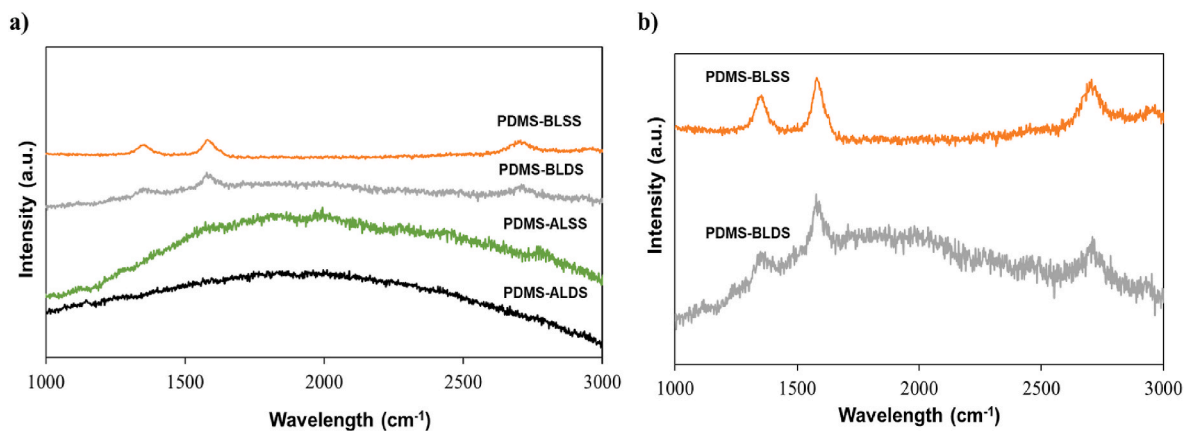 a)
Intensity (a.u.)
PDMS-BLSS
PDMS-BLDS
PDMS-ALSS
PDMS-ALDS
1000 1500 2000 2500 3000
Wavelength (cm-1)
b)
Intensity (a.u.)
PDMS-BLSS
PDMS-BLDS
1000 1500 2000 2500 3000
Wavelength (cm-1)